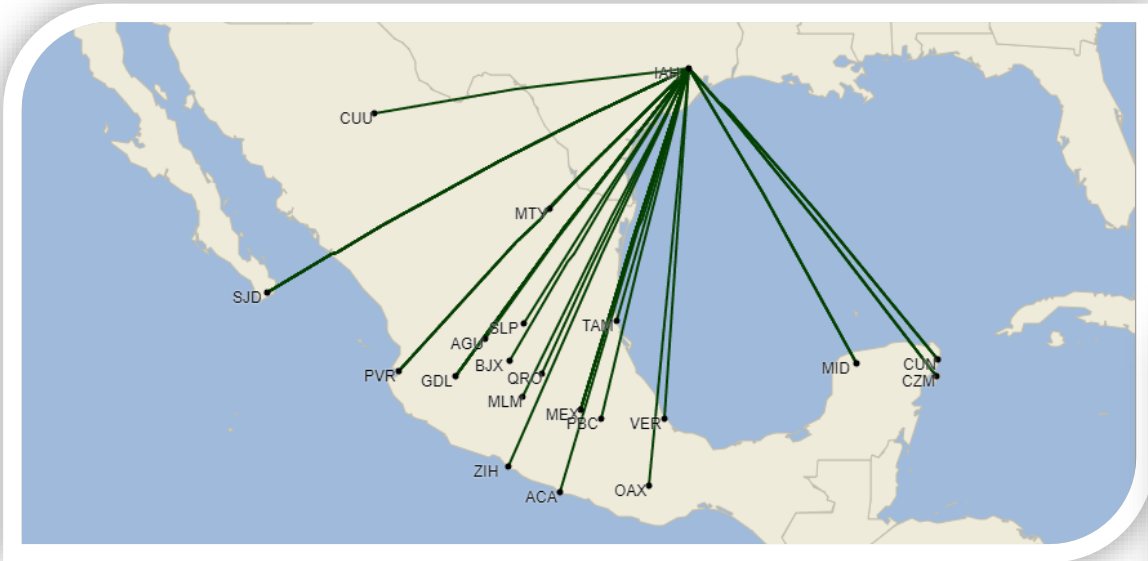 IAH
CUU
MTY
SJD
SLP
TAM
AGU
BJX
CUN
MID
PVR
GDL
QRO
CZM
MLM
MEX
PBC
VER
ZIH
OAX
ACA